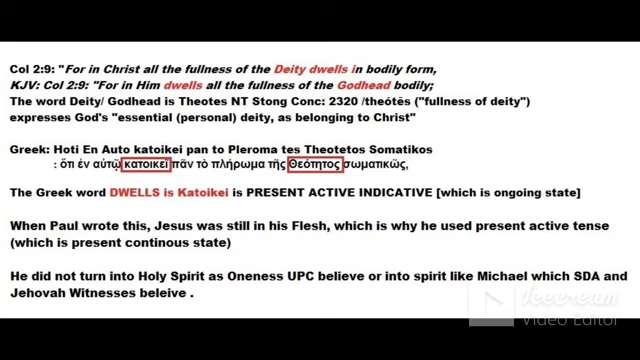 Col 2:9: "For in Christ all the fullness of the Deity dwells in bodily form,
KJV: Col 2:9: "For in Him dwells all the fullness of the Godhead bodily;
The word Deity/ Godhead is Theotes NT Stong Conc: 2320 /theótēs ("fullness of deity")
expresses God's "essential (personal) deity, as belonging to Christ"
Greek: Hoti En Auto katoikei pan to Pleroma tes Theotetos Somatikos
: ὅτι ἐν αὐτῷ κατοικεῖ πᾶν τὸ πλήρωμα τῆς Θεότητος σωματικῶς,
The Greek word DWELLS is Katoikei is PRESENT ACTIVE INDICATIVE [which is ongoing state]
When Paul wrote this, Jesus was still in his Flesh, which is why he used present active tense
(which is present continous state)
He did not turn into Holy Spirit as Oneness UPC believe or into spirit like Michael which SDA and
Jehovah Witnesses beleive .
Icecream
Video Editor